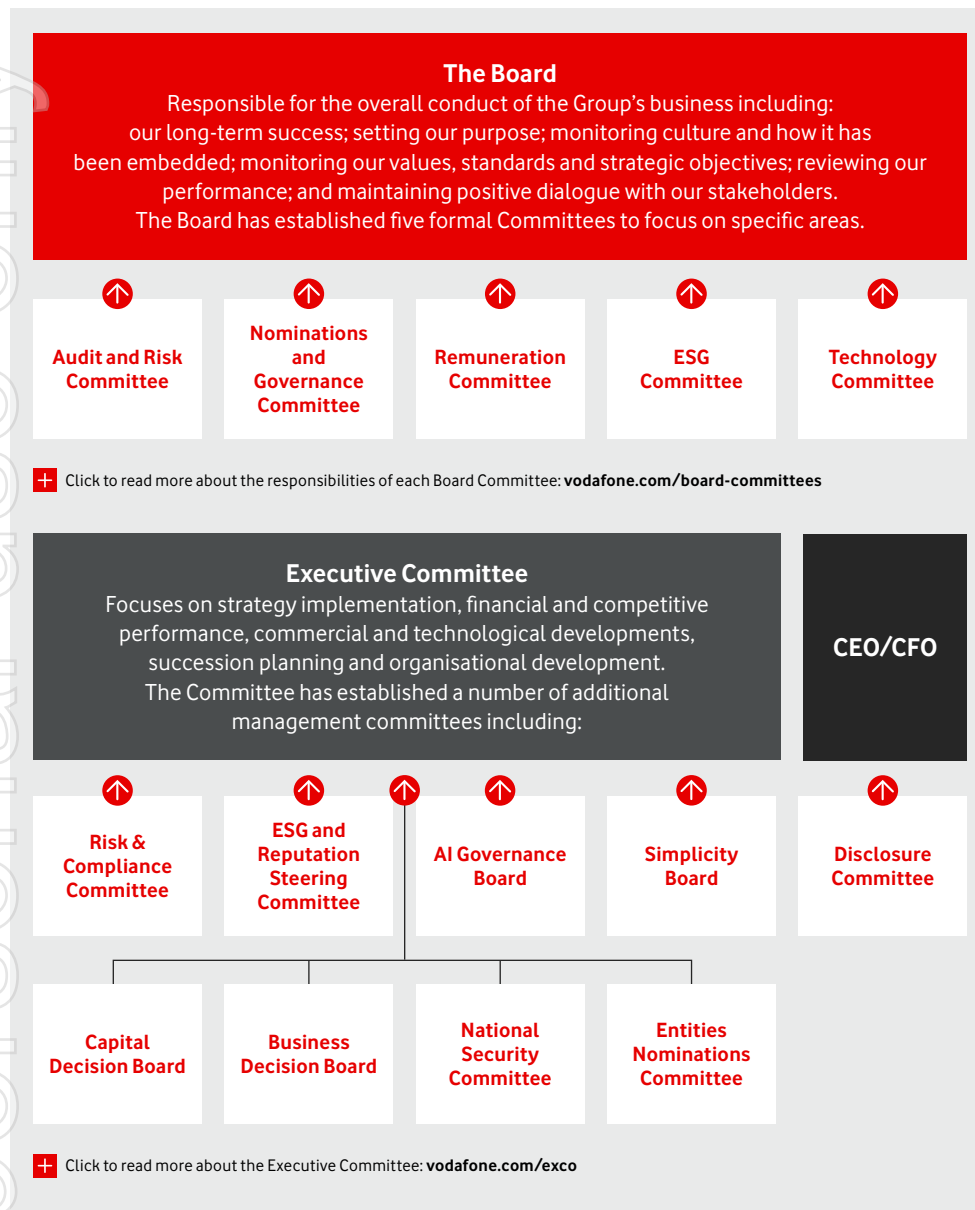 The Board
Responsible for the overall conduct of the Group's business including:
our long-term success; setting our purpose; monitoring culture and how it has
been embedded; monitoring our values, standards and strategic objectives; reviewing our
performance; and maintaining positive dialogue with our stakeholders.
The Board has established five formal Committees to focus on specific areas.
Audit and Risk
Committee
Nominations
and
Governance
Committee
Remuneration
Committee
ESG
Committee
Technology
Committee
Click to read more about the responsibilities of each Board Committee: vodafone.com/board-committees
Executive Committee
Focuses on strategy implementation, financial and competitive
performance, commercial and technological developments,
succession planning and organisational development.
The Committee has established a number of additional
management committees including:
CEO/CFO
Risk &
Compliance
Committee
ESG and
Reputation
Steering
Committee
AI Governance
Board
Simplicity
Board
Disclosure
Committee
Capital
Decision Board
Business
Decision Board
National
Security
Committee
Entities
Nominations
Committee
Click to read more about the Executive Committee: vodafone.com/exco